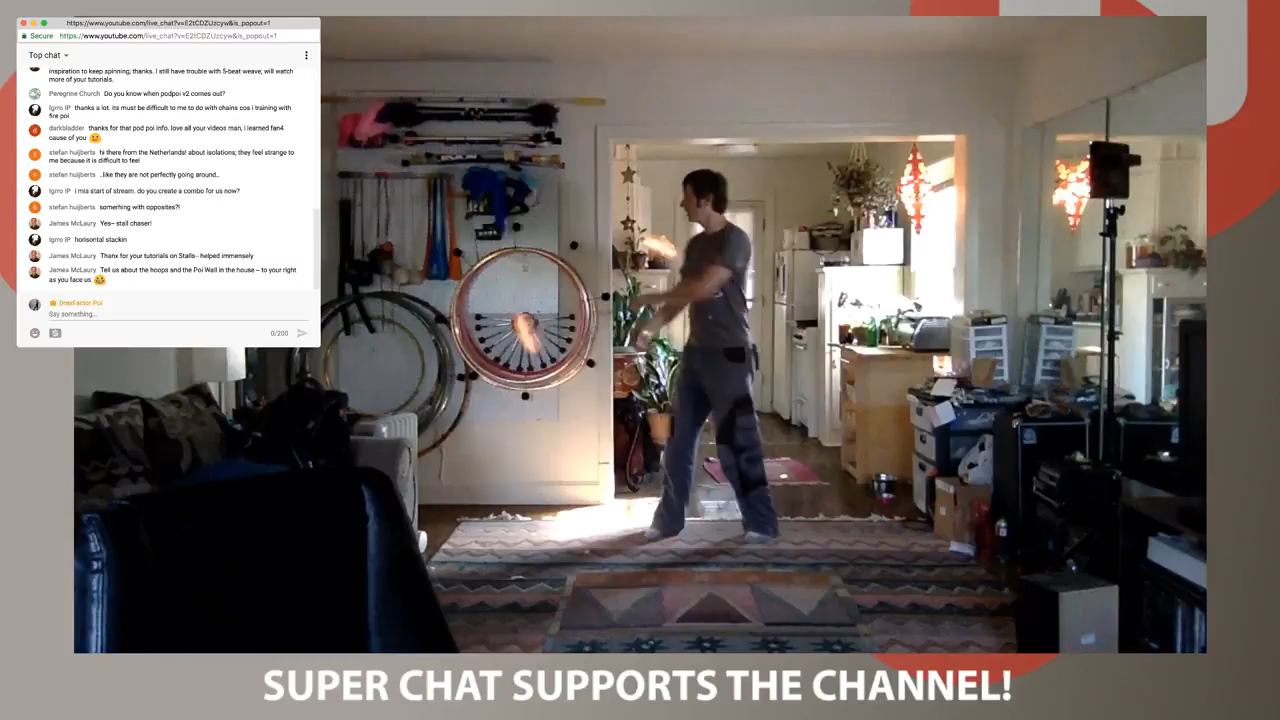 https://www.youtube.com/live_chat?v=E2tCDZUzcyw&is_popout=1
Secure https://www.youtube.com/live_chat?v=E2tCDZUzcyw&is_popout=1
Top chat
inspiration to keep spinning, thanks. I still have trouble with 5-beat weave; will watch
more of your tutorials.
Peregrine Church Do you know when podpoi v2 comes out?
Igrro IP thanks a lot. its must be difficult to me to do with chains cos i training with
fire poi
darkbladder thanks for that pod poi info. love all your videos man, i learned fan4
cause of you
stefan huijberts hi there from the Netherlands! about isolations; they feel strange to
me because it is difficult to feel
stefan huijberts ..like they are not perfectly going around..
Igrro IP i mis start of stream. do you create a combo for us now?
stefan huijberts somerhing with opposites?!
James McLaury Yes-- stall chaser!
Igrro IP horisontal stackin
James McLaury Thanx for your tutorials on Stalls-- helped immensely
James McLaury Tell us about the hoops and the Poi Wall in the house -- to your right
as you face us
DrexFactor Poi
Say something...
0/200
SUPER CHAT SUPPORTS THE CHANNEL!